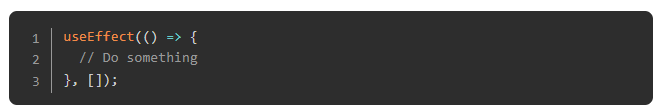 1 useEffect(() => {
2   // Do something
3 }, []);